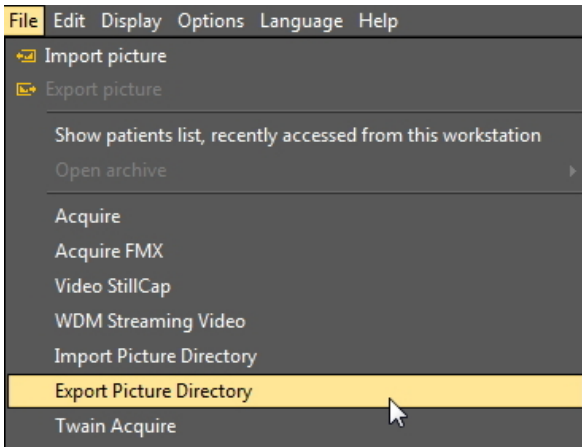 File Edit Display Options Language Help
Import picture
Export picture
Show patients list, recently accessed from this workstation
Open archive
Acquire
Acquire FMX
Video StillCap
WDM Streaming Video
Import Picture Directory
Export Picture Directory
Twain Acquire